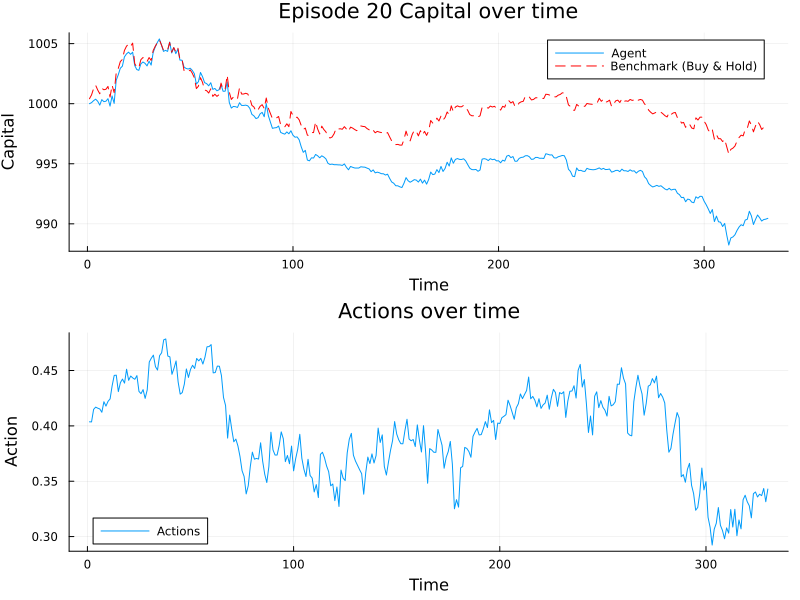 Episode 20 Capital over time
1005
1000
995
990
Capital
Agent
Benchmark (Buy & Hold)
0
100
200
300
Time
Actions over time
0.45
0.40
0.35
0.30
Action
Actions
0
100
200
300
Time